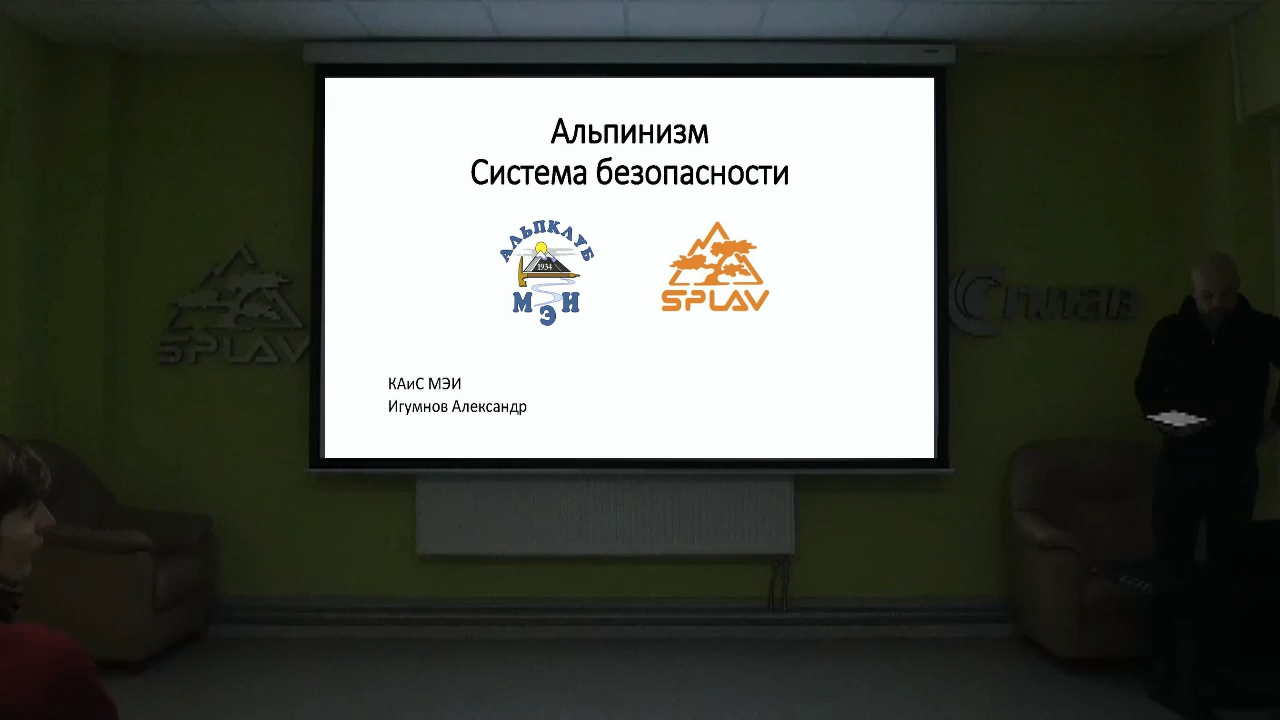 Альпинизм
Система безопасности
АЛЬПКЛУБ
1934
МЭИ
SPLAV
SPLAV
Сплав
КАиС МЭИ
Игумнов Александр